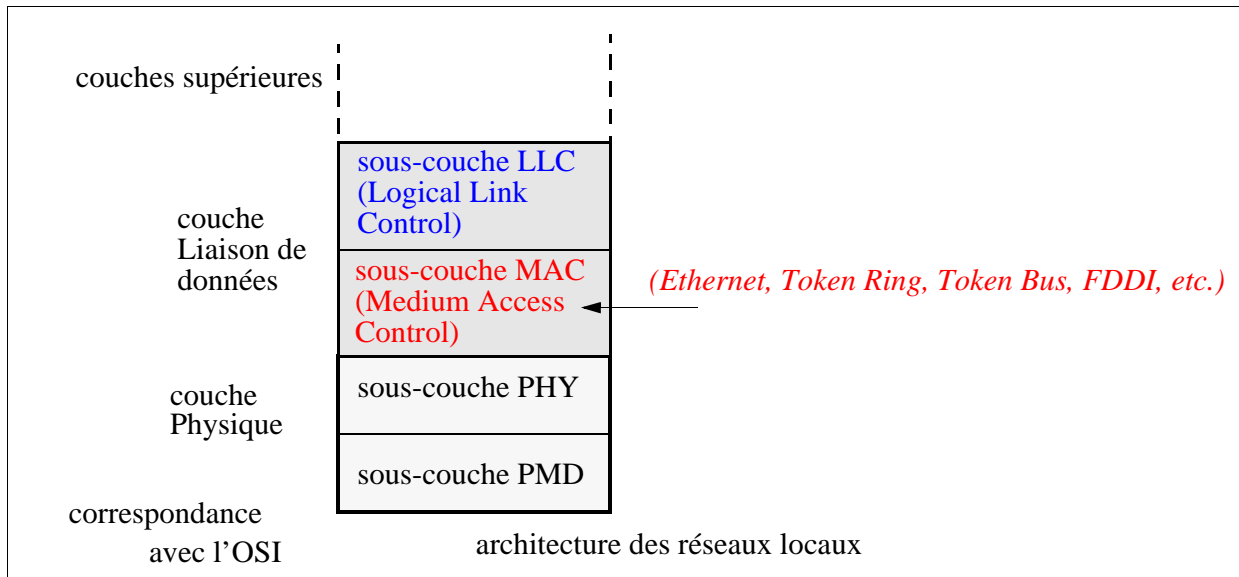 couches supérieures
sous-couche LLC
(Logical Link
Control)
couche
Liaison de
données
sous-couche MAC
(Medium Access
Control)
(Ethernet, Token Ring, Token Bus, FDDI, etc.)
couche
Physique
sous-couche PHY
sous-couche PMD
correspondance
avec l'OSI
architecture des réseaux locaux